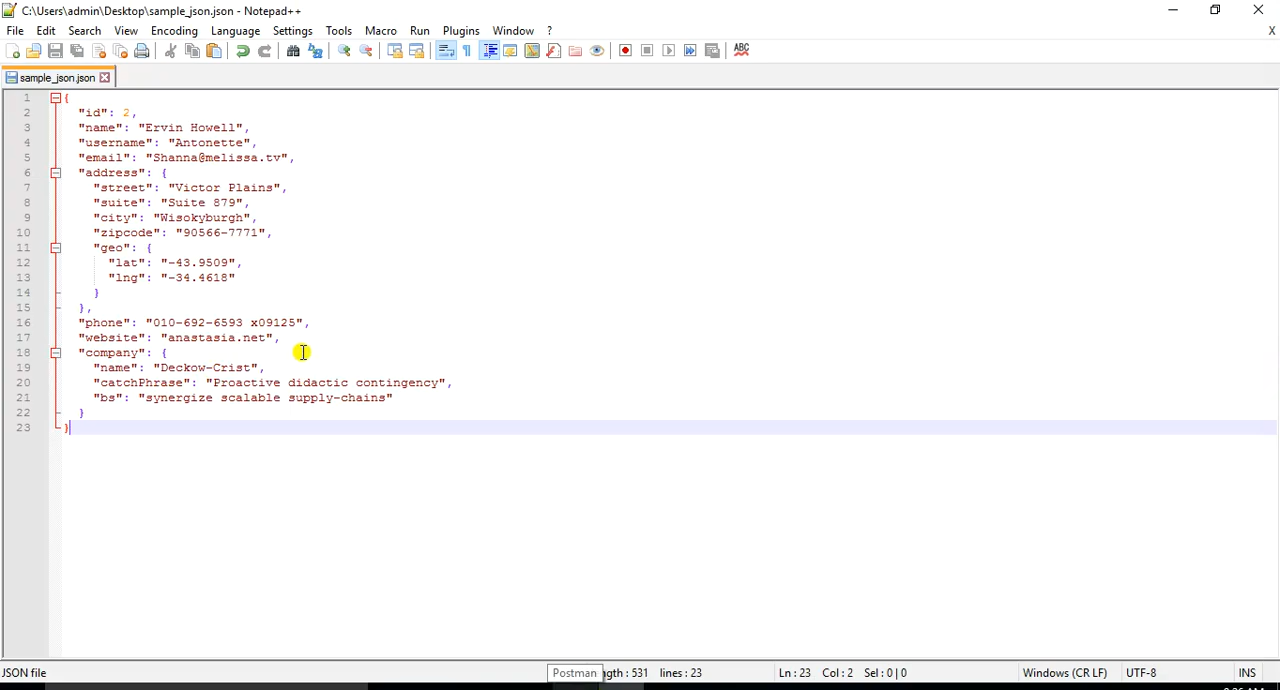 C:\Users\admin\Desktop\sample_json.json - Notepad++
File Edit Search View Encoding Language Settings Tools Macro Run Plugins Window ? X
ABC
sample_json.json
1 {
2 "id": 2,
3 "name": "Ervin Howell",
4 "username": "Antonette",
5 "email": "Shanna@melissa.tv",
6 "address": {
7 "street": "Victor Plains",
8 "suite": "Suite 879",
9 "city": "Wisokyburgh",
10 "zipcode": "90566-7771",
11 "geo": {
12 "lat": "-43.9509",
13 "lng": "-34.4618"
14 }
15 },
16 "phone": "010-692-6593 x09125",
17 "website": "anastasia.net",
18 "company": {
19 "name": "Deckow-Crist",
20 "catchPhrase": "Proactive didactic contingency",
21 "bs": "synergize scalable supply-chains"
22 }
23 }
JSON file Postman ngth : 531 lines : 23 Ln : 23 Col : 2 Sel : 0 | 0 Windows (CR LF) UTF-8 INS